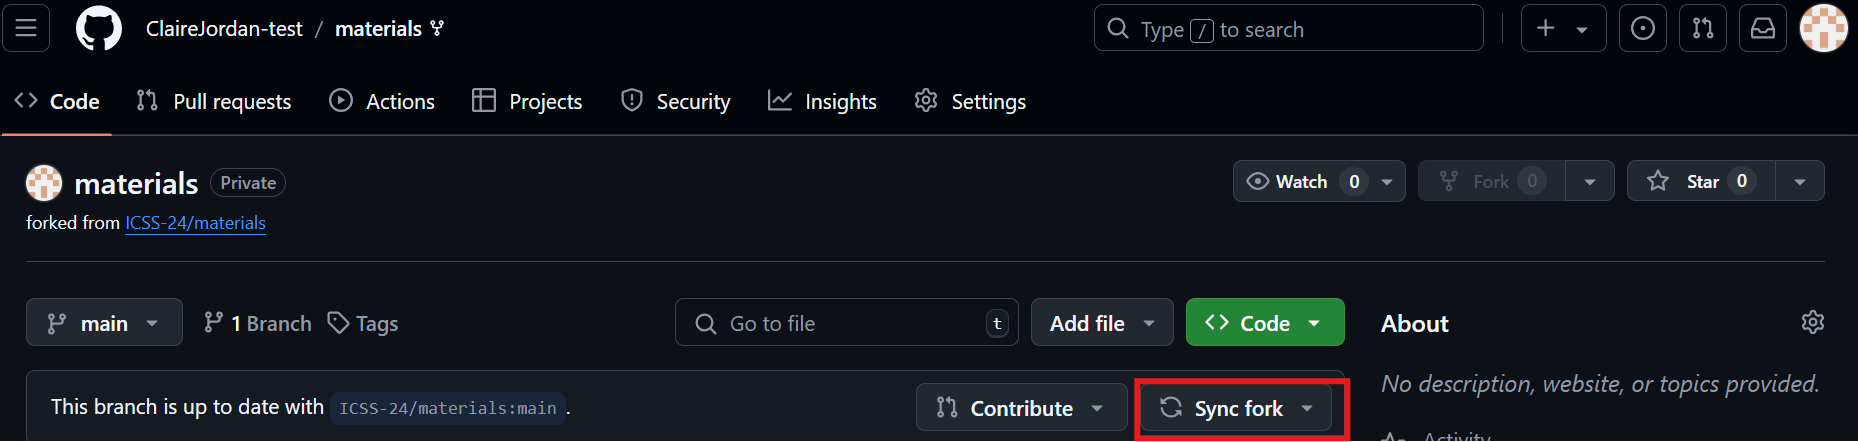 ClaireJordan-test / materials
Type / to search
Code Pull requests Actions Projects Security Insights Settings
materials Private
Watch 0 Fork 0 Star 0
forked from ICSS-24/materials
main 1 Branch Tags Go to file t Add file Code
About
No description, website, or topics provided.
This branch is up to date with ICSS-24/materials:main.
Contribute Sync fork
Activity